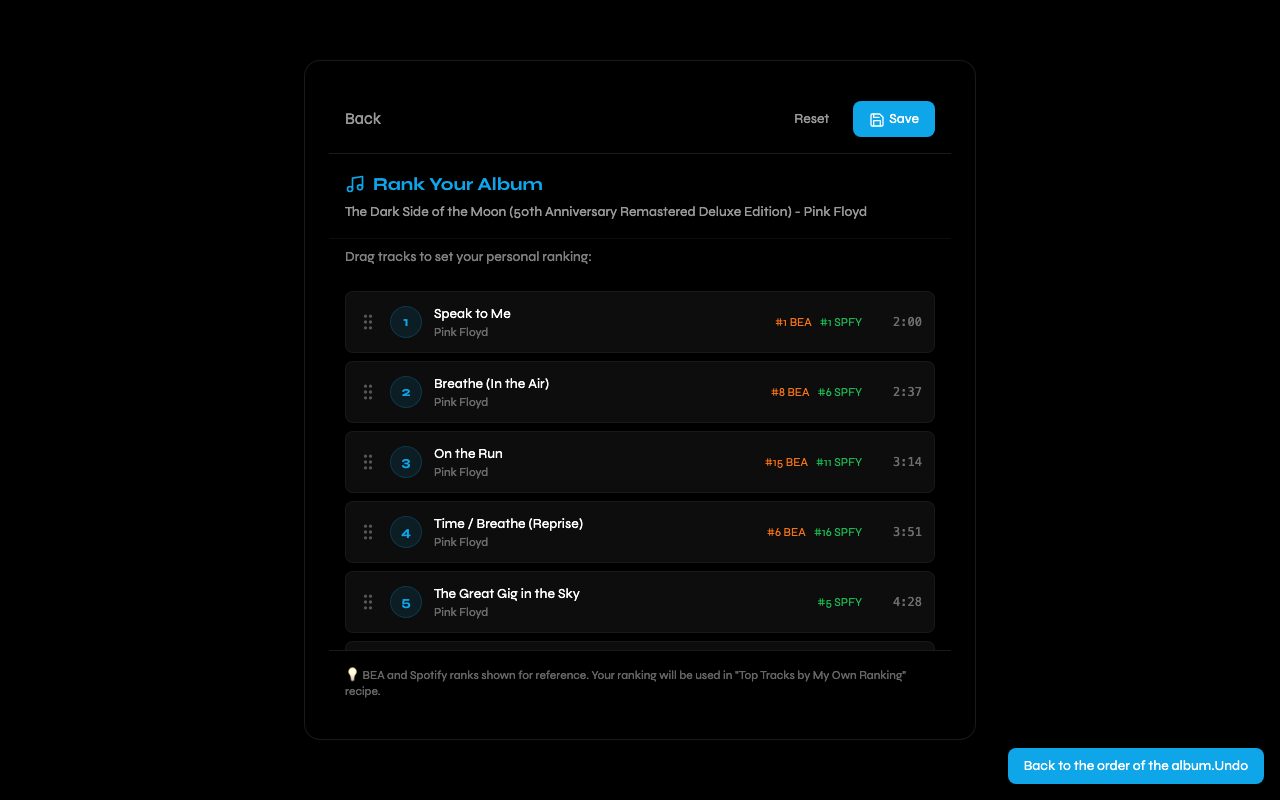 Back
Reset
Save
Rank Your Album
The Dark Side of the Moon (50th Anniversary Remastered Deluxe Edition) - Pink Floyd
Drag tracks to set your personal ranking:
1
Speak to Me
Pink Floyd
#1 BEA #1 SPFY 2:00
2
Breathe (In the Air)
Pink Floyd
#8 BEA #6 SPFY 2:37
3
On the Run
Pink Floyd
#15 BEA #11 SPFY 3:14
4
Time / Breathe (Reprise)
Pink Floyd
#6 BEA #16 SPFY 3:51
5
The Great Gig in the Sky
Pink Floyd
#5 SPFY 4:28
💡 BEA and Spotify ranks shown for reference. Your ranking will be used in "Top Tracks by My Own Ranking"
recipe.
Back to the order of the album.Undo